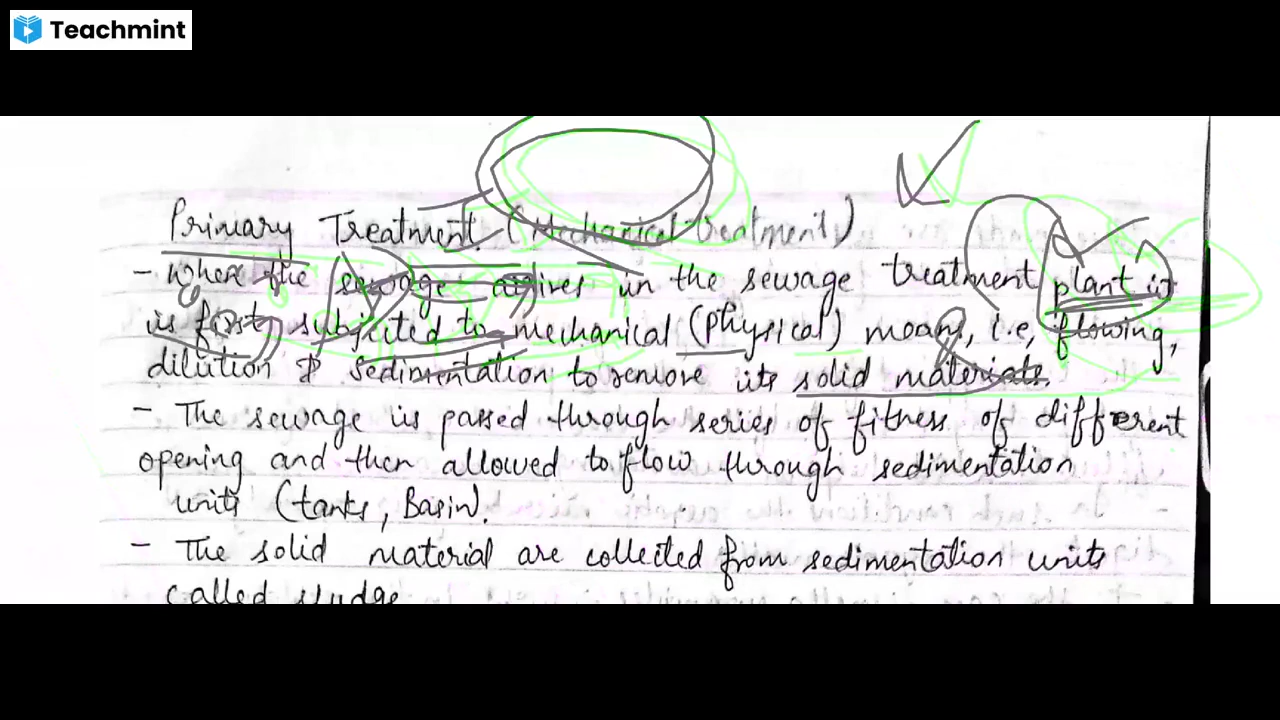 Teachmint
Primary Treatment (Mechanical treatment)
- Where the sewage arrives in the sewage treatment plant it
is first subjected to mechanical (Physical) means, i.e, flowing,
dilution & sedimentation to remove its solid materials.
- The sewage is passed through series of fitness of different
opening and then allowed to flow through sedimentation
units (tanks, Basin).
- The solid material are collected from sedimentation units
called sludge